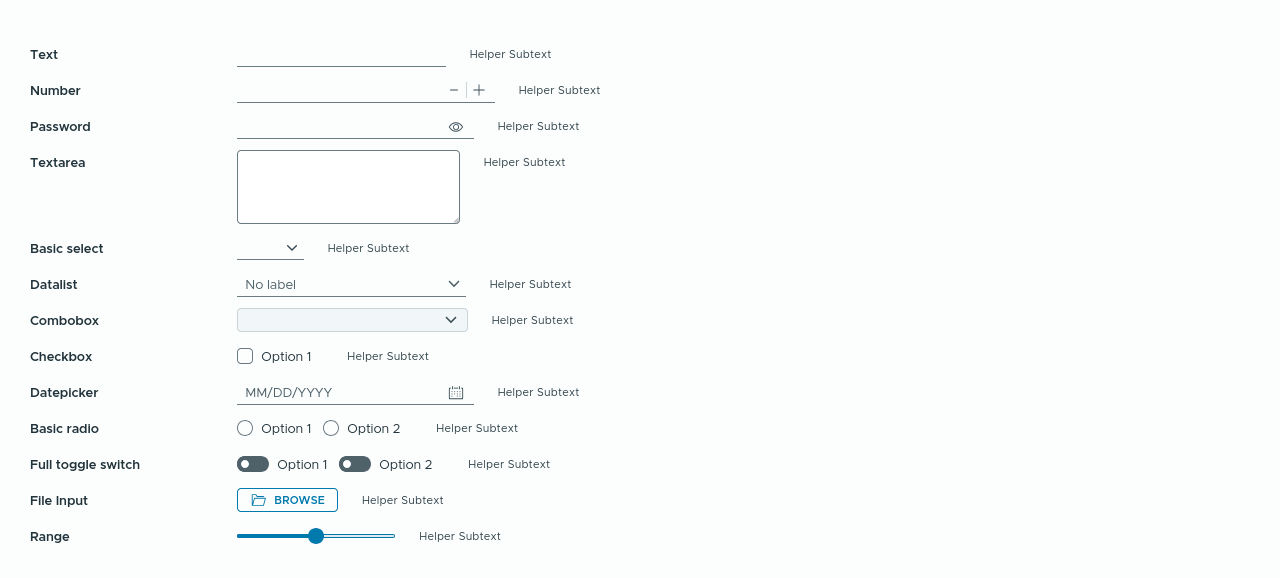 Text Helper Subtext
Number Helper Subtext
Password Helper Subtext
Textarea Helper Subtext
Basic select Helper Subtext
Datalist No label Helper Subtext
Combobox Helper Subtext
Checkbox Option 1 Helper Subtext
Datepicker MM/DD/YYYY Helper Subtext
Basic radio Option 1 Option 2 Helper Subtext
Full toggle switch Option 1 Option 2 Helper Subtext
File Input BROWSE Helper Subtext
Range Helper Subtext